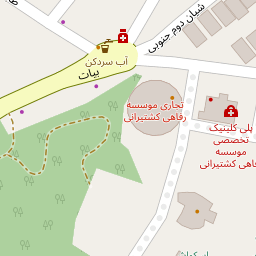 شبان دوم جنوبی
آب سردکن
بیات
تجاری موسسه
رفاهی کشتیرانی
پلی کلینیک
تخصصی
موسسه
رفاهی کشتیرانی